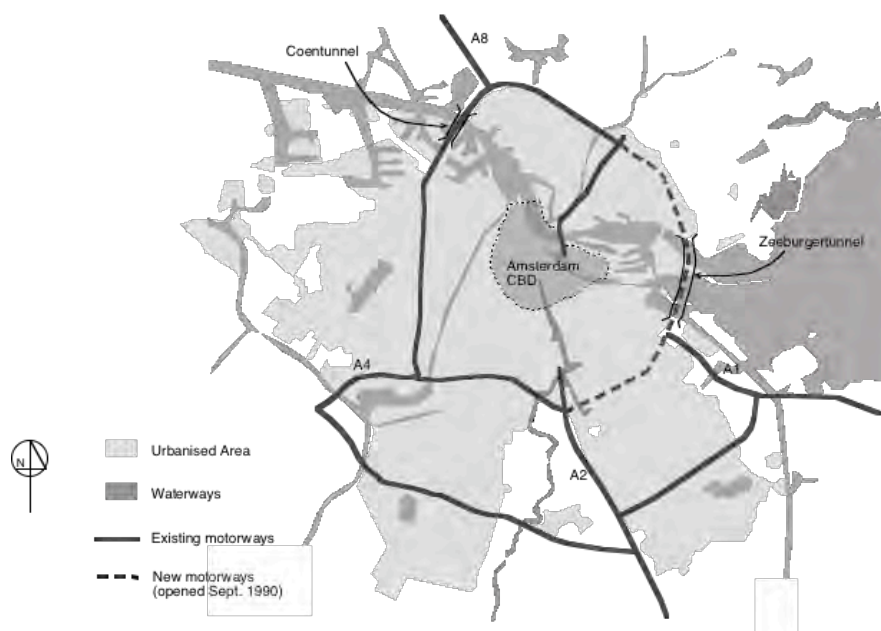 A8
Coentunnel
Zeeburgertunnel
Amsterdam
CBD
A4
A1
A2
N
Urbanised Area
Waterways
Existing motorways
New motorways
(opened Sept. 1990)